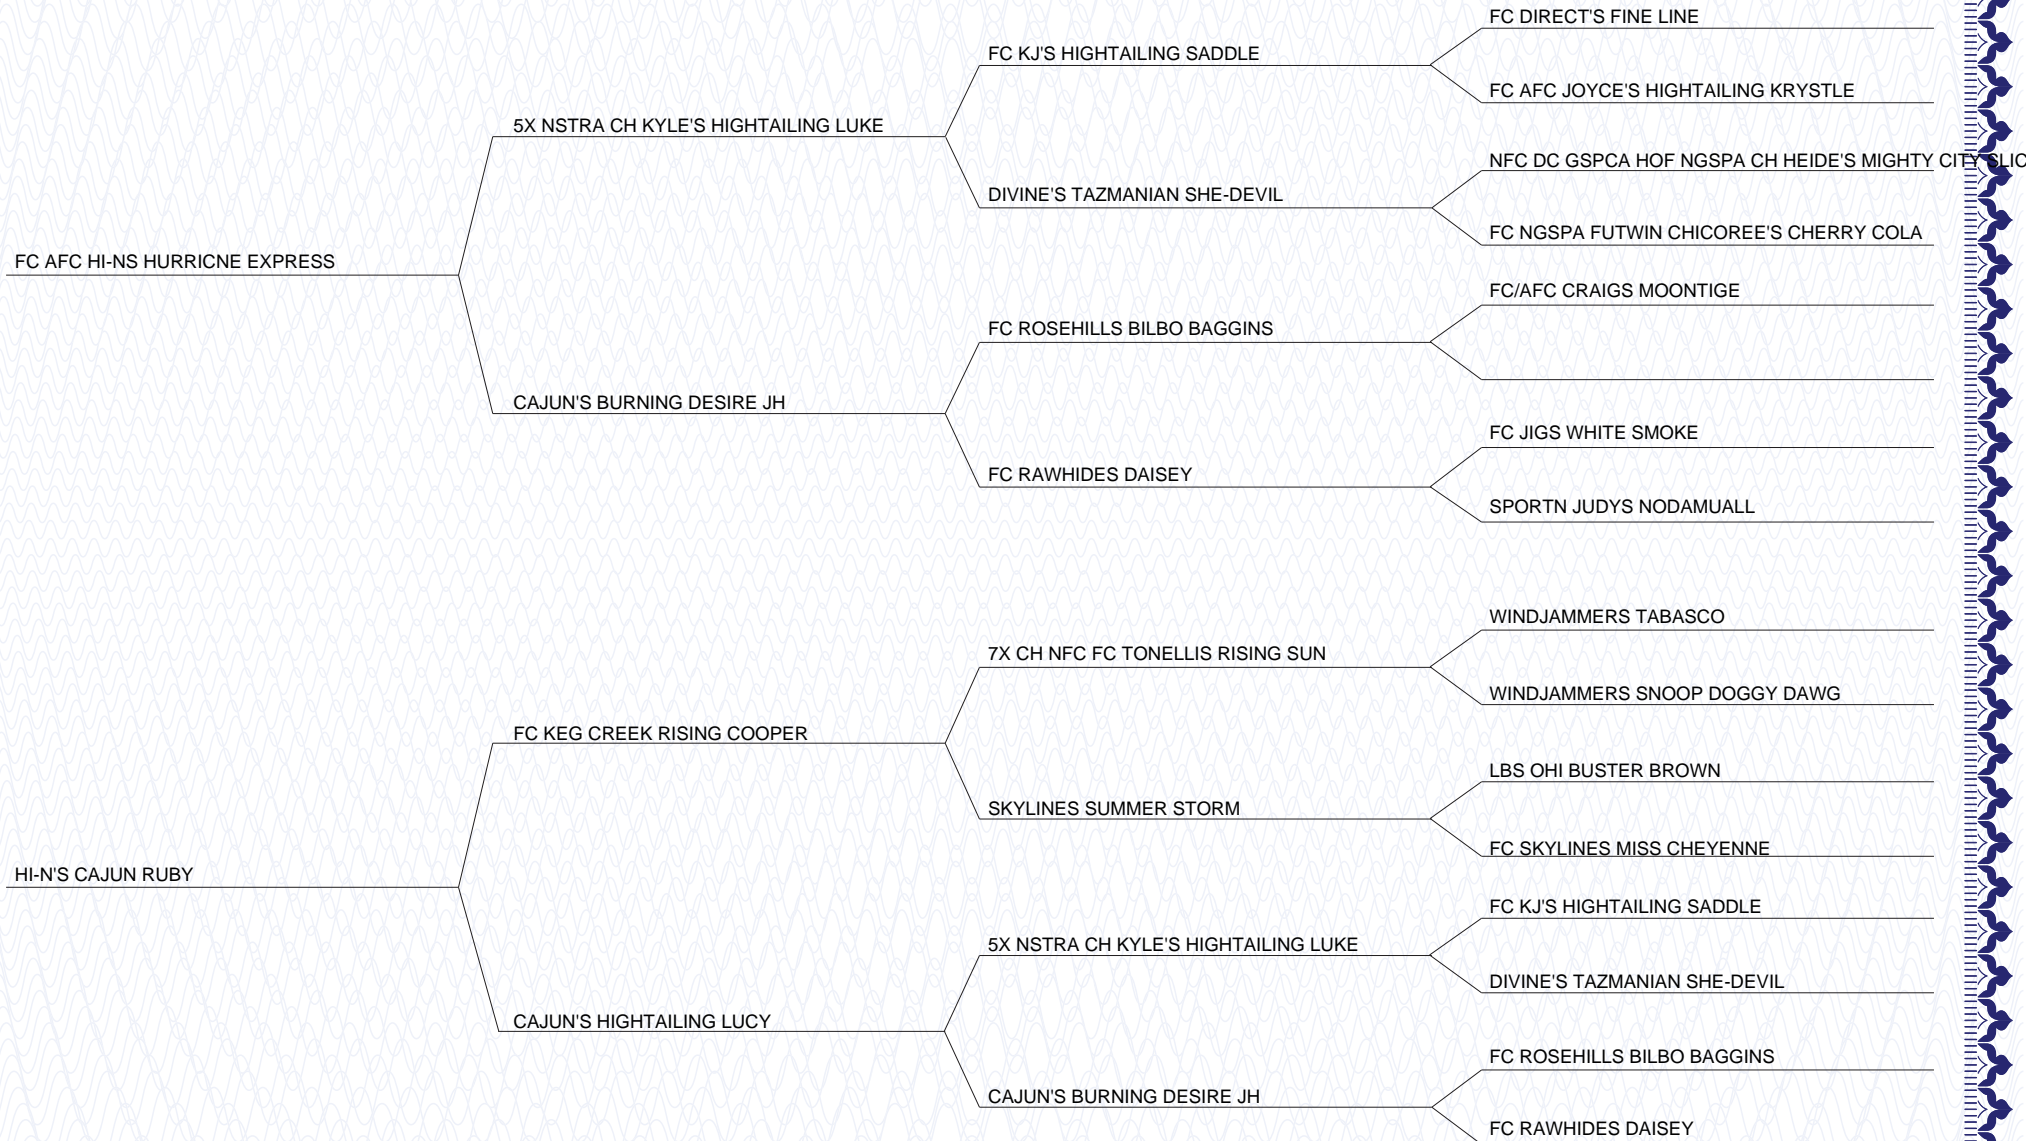 FC DIRECT'S FINE LINE
FC KJ'S HIGHTAILING SADDLE
FC AFC JOYCE'S HIGHTAILING KRYSTLE
5X NSTRA CH KYLE'S HIGHTAILING LUKE
NFC DC GSPCA HOF NGSPA CH HEIDE'S MIGHTY CITY SLIC
DIVINE'S TAZMANIAN SHE-DEVIL
FC NGSPA FUTWIN CHICOREE'S CHERRY COLA
FC AFC HI-NS HURRICNE EXPRESS
FC/AFC CRAIGS MOONTIGE
FC ROSEHILLS BILBO BAGGINS
CAJUN'S BURNING DESIRE JH
FC JIGS WHITE SMOKE
FC RAWHIDES DAISEY
SPORTN JUDYS NODAMUALL
WINDJAMMERS TABASCO
7X CH NFC FC TONELLIS RISING SUN
WINDJAMMERS SNOOP DOGGY DAWG
FC KEG CREEK RISING COOPER
LBS OHI BUSTER BROWN
SKYLINES SUMMER STORM
FC SKYLINES MISS CHEYENNE
HI-N'S CAJUN RUBY
FC KJ'S HIGHTAILING SADDLE
5X NSTRA CH KYLE'S HIGHTAILING LUKE
DIVINE'S TAZMANIAN SHE-DEVIL
CAJUN'S HIGHTAILING LUCY
FC ROSEHILLS BILBO BAGGINS
CAJUN'S BURNING DESIRE JH
FC RAWHIDES DAISEY